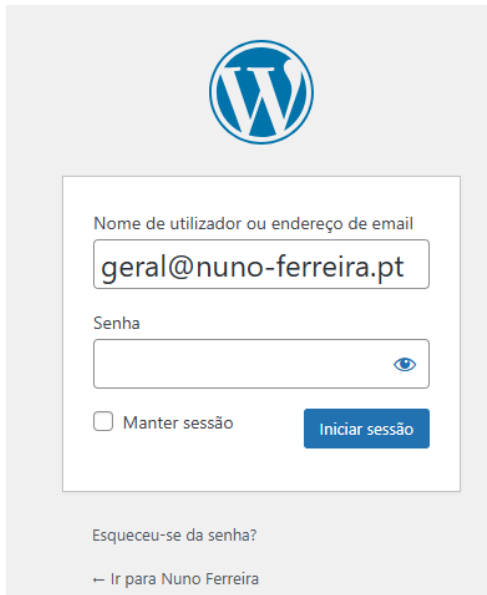 Nome de utilizador ou endereço de email
geral@nuno-ferreira.pt
Senha
Manter sessão
Iniciar sessão
Esqueceu-se da senha?
← Ir para Nuno Ferreira